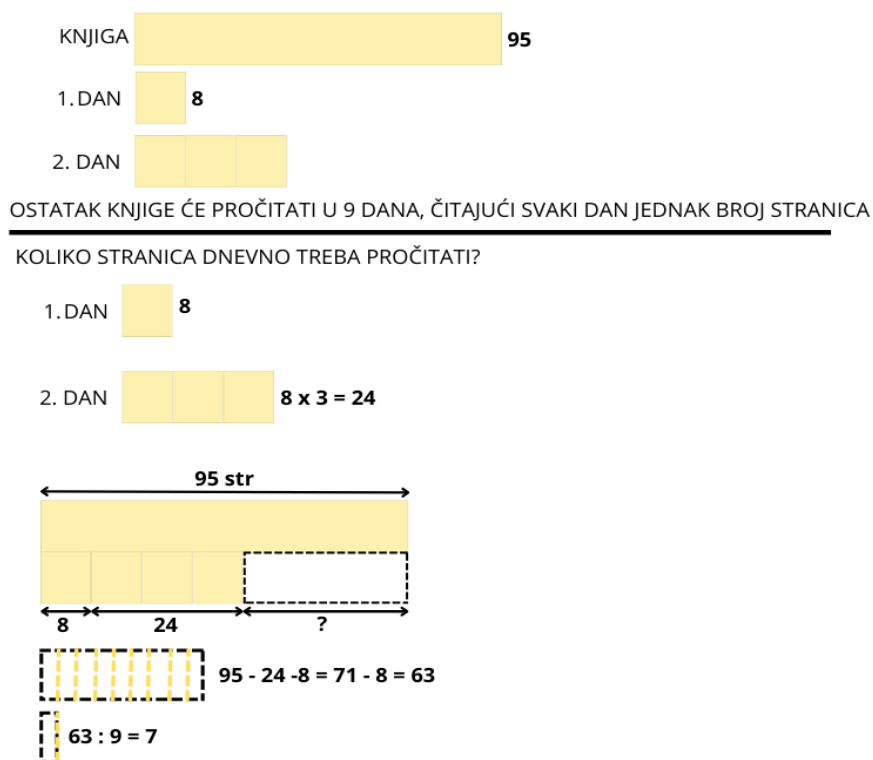 KNJIGA 95
1. DAN 8
2. DAN
OSTATAK KNJIGE ĆE PROČITATI U 9 DANA, ČITAJUĆI SVAKI DAN JEDNAK BROJ STRANICA
KOLIKO STRANICA DNEVNO TREBA PROČITATI?
1. DAN 8
2. DAN 8 x 3 = 24
95 str
8 24 ?
95 - 24 -8 = 71 - 8 = 63
63 : 9 = 7